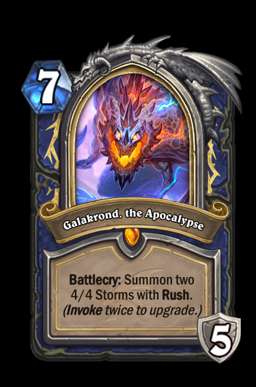 7
Galakrond, the Apocalypse
Battlecry: Summon two
4/4 Storms with Rush.
(Invoke twice to upgrade.)
5